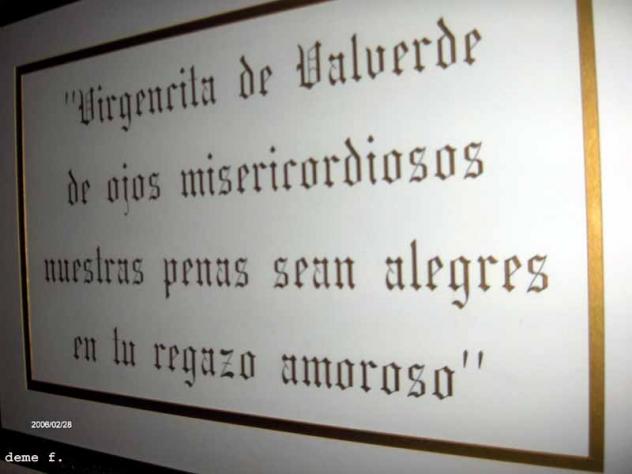 "Virgencita de Valverde
de ojos misericordiosos
nuestras penas sean alegres
en tu regazo amoroso"
2006/02/28
deme f.